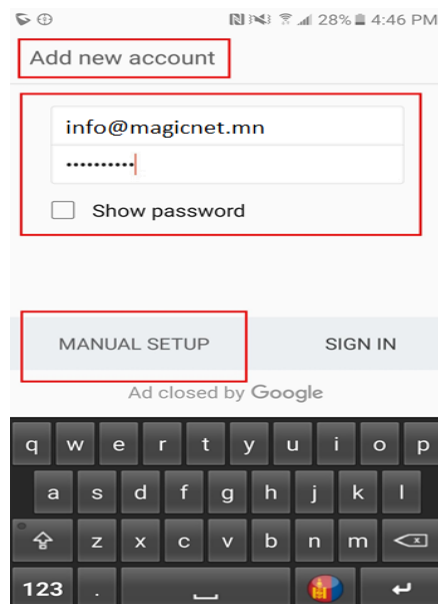 28% 4:46 PM
Add new account
info@magicnet.mn
••••••••••
Show password
MANUAL SETUP SIGN IN
Ad closed by Google
q w e r t y u i o p
a s d f g h j k l
z x c v b n m
123 .